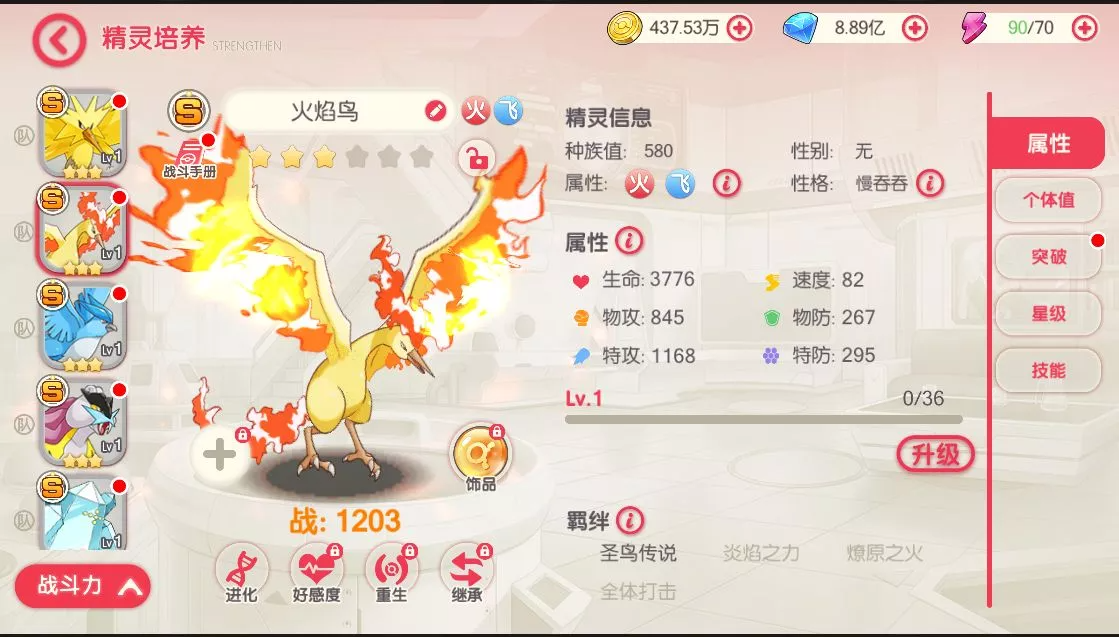 精灵培养 STRENGTHEN
437.53万
8.89亿
90/70
S
队
Lv1
S
队
Lv1
S
队
Lv1
S
队
Lv1
S
队
Lv1
战斗力
S
火焰鸟
火 飞
战斗手册
饰品
战: 1203
进化
好感度
重生
继承
精灵信息
种族值: 580
性别: 无
属性: 火 飞
性格: 慢吞吞
属性
生命: 3776
速度: 82
物攻: 845
物防: 267
特攻: 1168
特防: 295
Lv.1
0/36
升级
羁绊
圣鸟传说
炎焰之力
燎原之火
全体打击
属性
个体值
突破
星级
技能